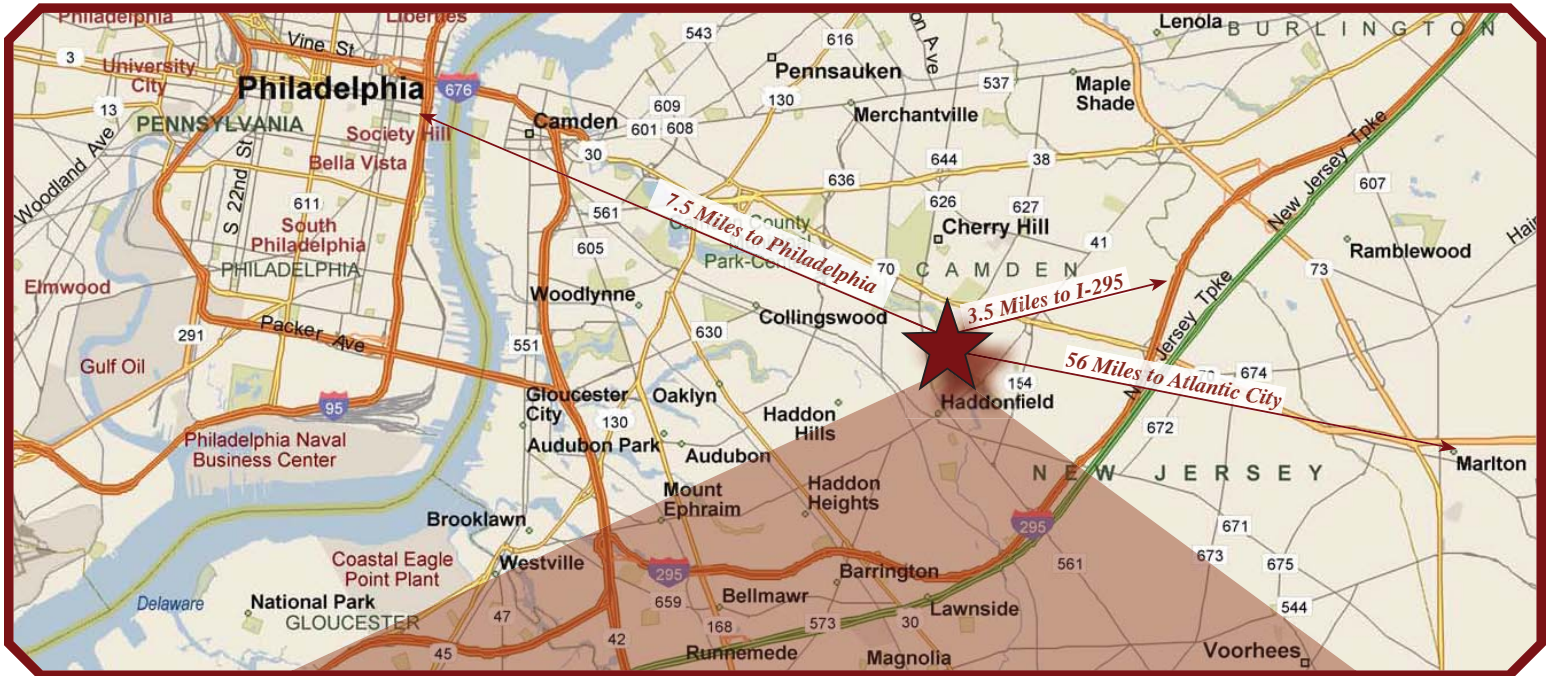 Philadelphia
Liberties
Lenola
BURLINGTON
Vine St
543
616
on Ave
3
University
City
Pennsauken
537
Maple
Shade
Philadelphia
676
130
13
609
Merchantville
PENNSYLVANIA
Society Hill
Camden
601
608
New Jersey Tpke
Woodland Ave
S 22nd St
Bella Vista
30
644
38
636
607
611
561
626
627
7.5 Miles to Philadelphia
County
Park-Cen
South
Philadelphia
605
Cherry Hill
41
Hai
Ramblewood
PHILADELPHIA
70
CAMDEN
73
Elmwood
Woodlynne
3.5 Miles to I-295
Jersey Tpke
Collingswood
291
Packer Ave
551
630
Gulf Oil
56 Miles to Atlantic City
70
674
154
Gloucester
City
Oaklyn
Haddonfield
95
130
Haddon
Hills
672
Philadelphia Naval
Business Center
Audubon Park
Audubon
Marlton
NEW JERSEY
Mount
Ephraim
Haddon
Heights
Brooklawn
295
671
Coastal Eagle
Point Plant
Westville
295
Barrington
561
673
675
Delaware
National Park
GLOUCESTER
659
Bellmawr
Lawnside
544
47
168
573
30
45
42
Runnemede
Magnolia
Voorhees